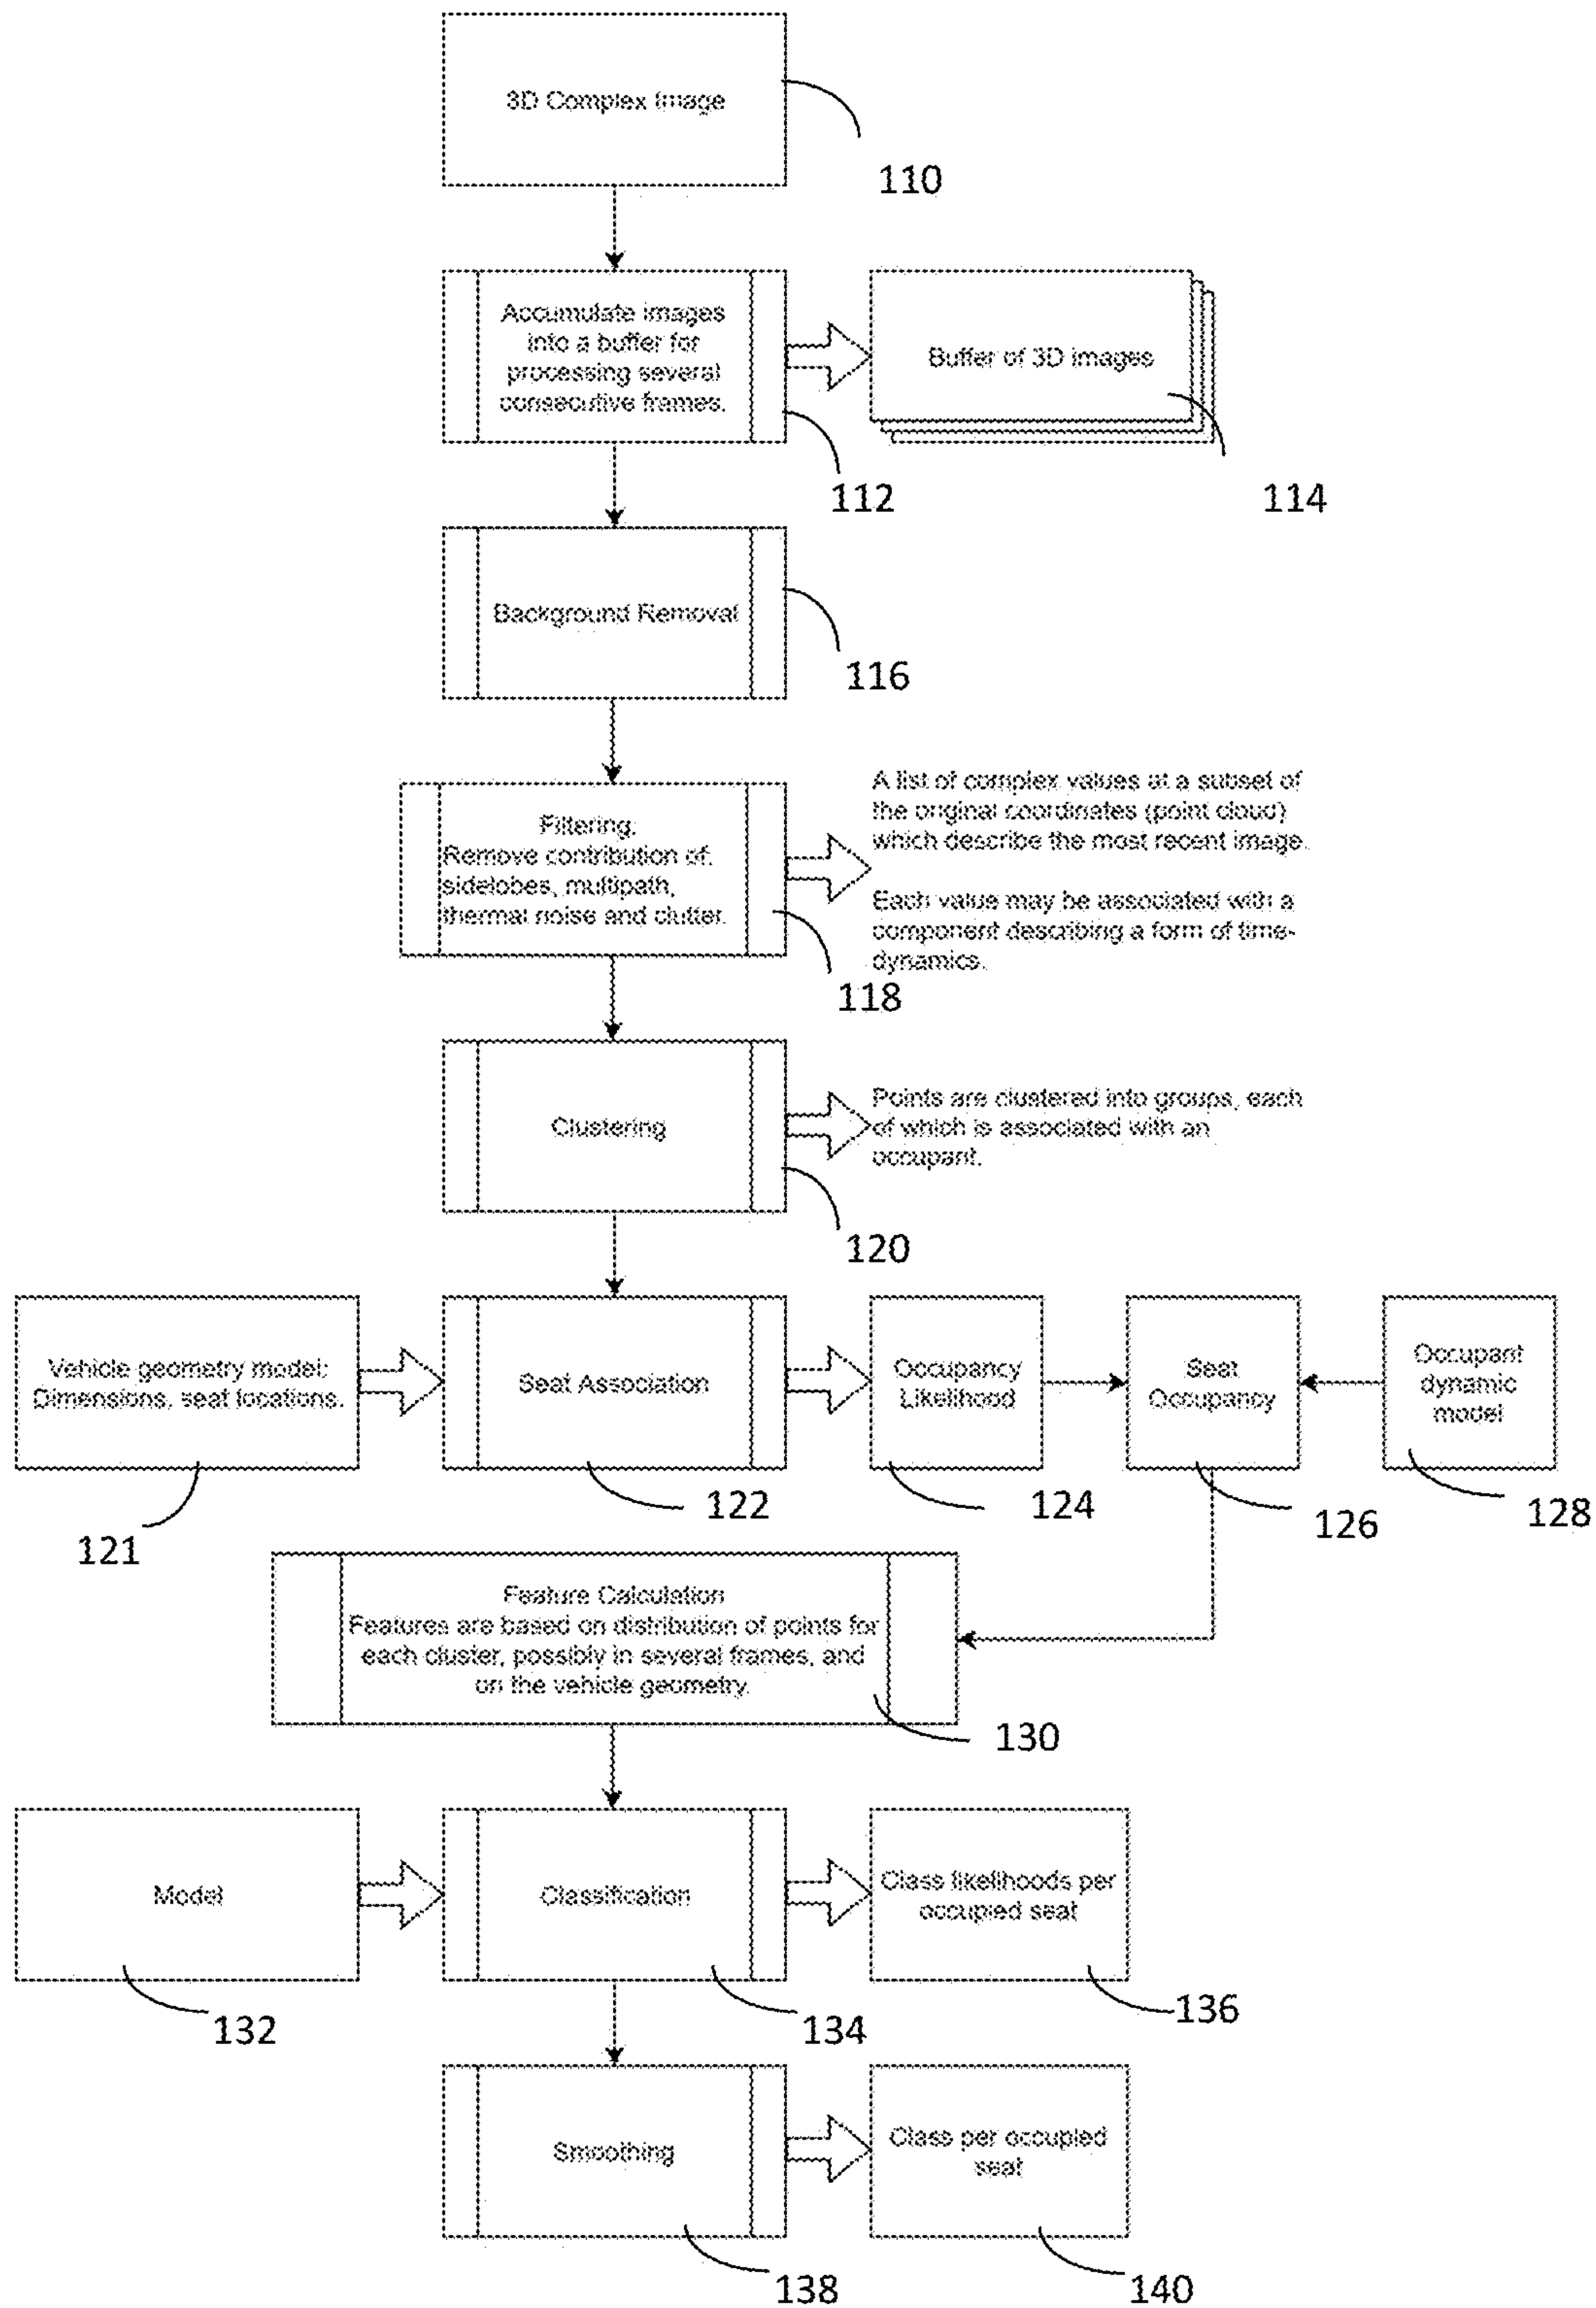 3D Complex Image
110
Accumulate images
into a buffer for
processing several
consecutive frames.
Buffer of 3D images
112
114
Background Removal
116
Filtering:
Remove contribution of:
sidelobes, multipath,
thermal noise and clutter.
A list of complex values at a subset of
the original coordinates (point cloud)
which describe the most recent image.
Each value may be associated with a
component describing a form of time-
dynamics.
118
Clustering
Points are clustered into groups, each
of which is associated with an
occupant.
120
Vehicle geometry model:
Dimensions, seat locations.
Seat Association
Occupancy
Likelihood
Seat
Occupancy
Occupant
dynamic
model
121
122
124
126
128
Feature Calculation
Features are based on distribution of points for
each cluster, possibly in several frames, and
on the vehicle geometry.
130
Model
Classification
Class likelihoods per
occupied seat
132
134
136
Smoothing
Class per occupied
seat
138
140